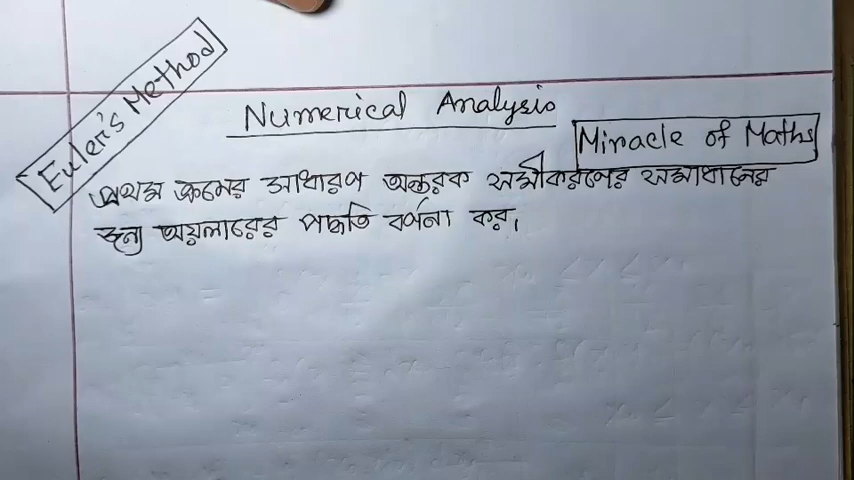 Euler's Method
Numerical Analysis
Miracle of Maths
প্রথম ক্রমের সাধারণ অন্তরক সমীকরণের সমাধানের
জন্য অয়লারের পদ্ধতি বর্ণনা কর।